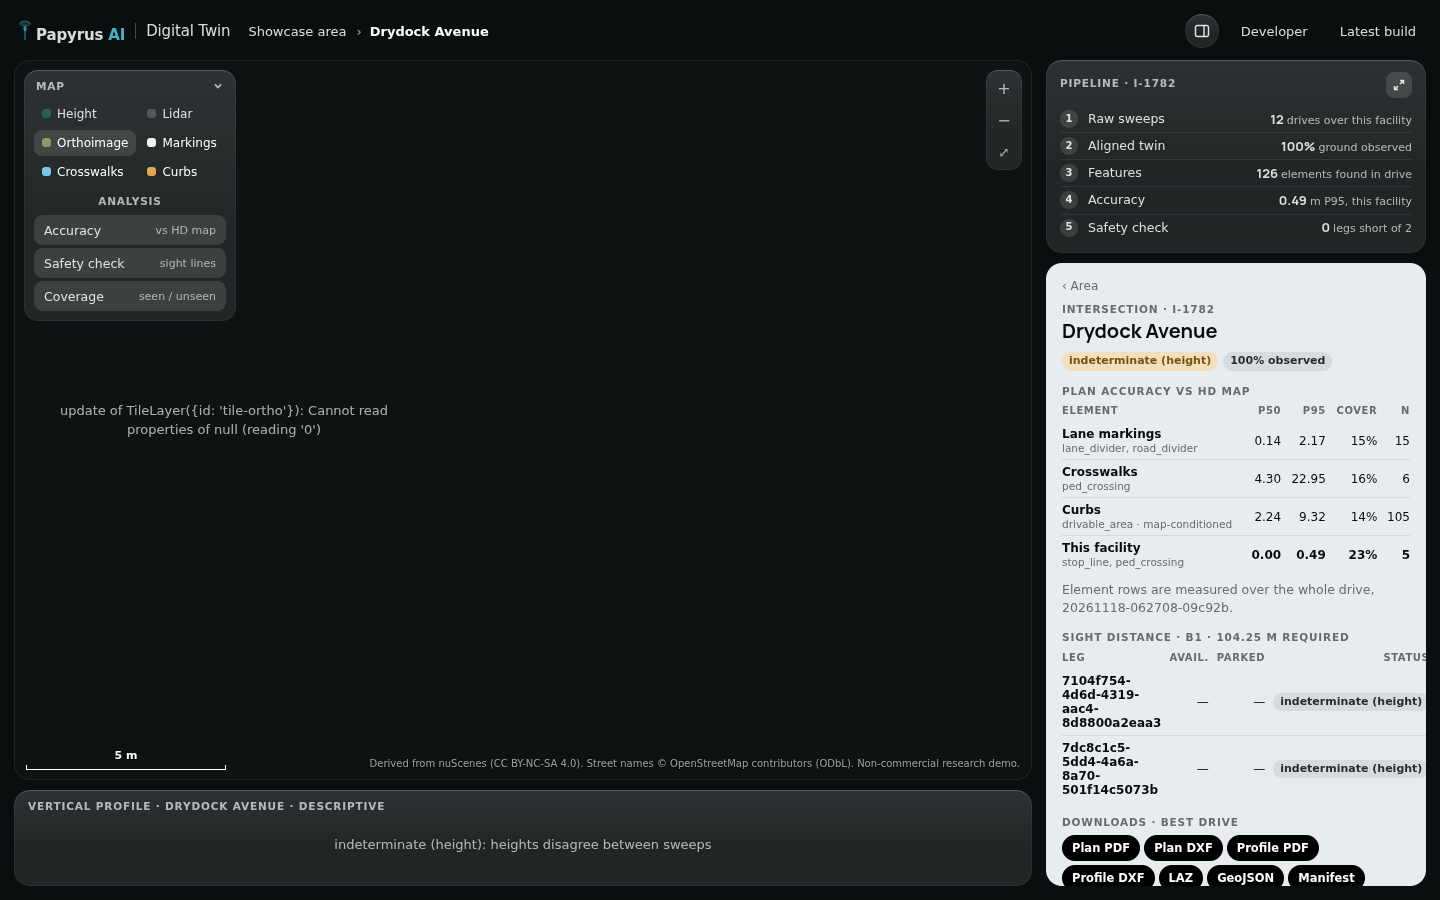 Papyrus AI | Digital Twin Showcase area › Drydock Avenue Developer Latest build
MAP
Height Lidar
Orthoimage Markings
Crosswalks Curbs
ANALYSIS
Accuracy vs HD map
Safety check sight lines
Coverage seen / unseen
+
−
⤢
update of TileLayer({id: 'tile-ortho'}): Cannot read
properties of null (reading '0')
5 m
Derived from nuScenes (CC BY-NC-SA 4.0). Street names © OpenStreetMap contributors (ODbL). Non-commercial research demo.
VERTICAL PROFILE · DRYDOCK AVENUE · DESCRIPTIVE
indeterminate (height): heights disagree between sweeps
PIPELINE · I-1782
1 Raw sweeps 12 drives over this facility
2 Aligned twin 100% ground observed
3 Features 126 elements found in drive
4 Accuracy 0.49 m P95, this facility
5 Safety check 0 legs short of 2
‹ Area
INTERSECTION · I-1782
Drydock Avenue
indeterminate (height) 100% observed
PLAN ACCURACY VS HD MAP
ELEMENT P50 P95 COVER N
Lane markings 0.14 2.17 15% 15
lane_divider, road_divider
Crosswalks 4.30 22.95 16% 6
ped_crossing
Curbs 2.24 9.32 14% 105
drivable_area · map-conditioned
This facility 0.00 0.49 23% 5
stop_line, ped_crossing
Element rows are measured over the whole drive,
20261118-062708-09c92b.
SIGHT DISTANCE · B1 · 104.25 M REQUIRED
LEG AVAIL. PARKED STATUS
7104f754-
4d6d-4319-
aac4-
8d8800a2eaa3 — — indeterminate (height)
7dc8c1c5-
5dd4-4a6a-
8a70-
501f14c5073b — — indeterminate (height)
DOWNLOADS · BEST DRIVE
Plan PDF Plan DXF Profile PDF
Profile DXF LAZ GeoJSON Manifest